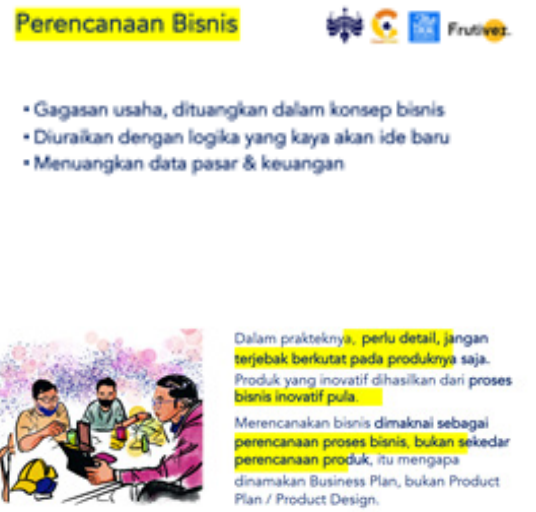 Perencanaan Bisnis
Frutivez.
• Gagasan usaha, dituangkan dalam konsep bisnis
• Diuraikan dengan logika yang kaya akan ide baru
• Menuangkan data pasar & keuangan
Dalam prakteknya, perlu detail, jangan
terjebak berkutat pada produknya saja.
Produk yang inovatif dihasilkan dari proses
bisnis inovatif pula.
Merencanakan bisnis dimaknai sebagai
perencanaan proses bisnis, bukan sekedar
perencanaan produk, itu mengapa
dinamakan Business Plan, bukan Product
Plan / Product Design.